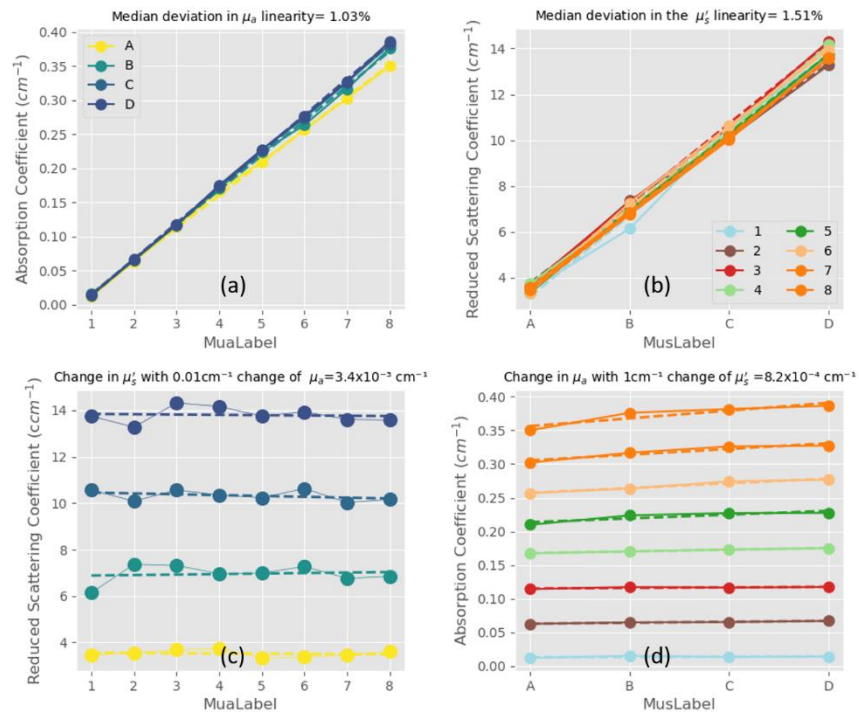 Median deviation in μₐ linearity= 1.03%
Absorption Coefficient (cm⁻¹)
0.40
0.35
0.30
0.25
0.20
0.15
0.10
0.05
0.00
A
B
C
D
(a)
1 2 3 4 5 6 7 8
MuaLabel
Median deviation in the μ′ₛ linearity= 1.51%
Reduced Scattering Coefficient (cm⁻¹)
14
12
10
8
6
4
1 5
2 6
3 7
4 8
(b)
A B C D
MusLabel
Change in μ′ₛ with 0.01cm⁻¹ change of μₐ=3.4x10⁻³ cm⁻¹
Reduced Scattering Coefficient (ccm⁻¹)
14
12
10
8
6
4
(c)
1 2 3 4 5 6 7 8
MuaLabel
Change in μₐ with 1cm⁻¹ change of μ′ₛ =8.2x10⁻⁴ cm⁻¹
Absorption Coefficient (cm⁻¹)
0.40
0.35
0.30
0.25
0.20
0.15
0.10
0.05
0.00
(d)
A B C D
MusLabel